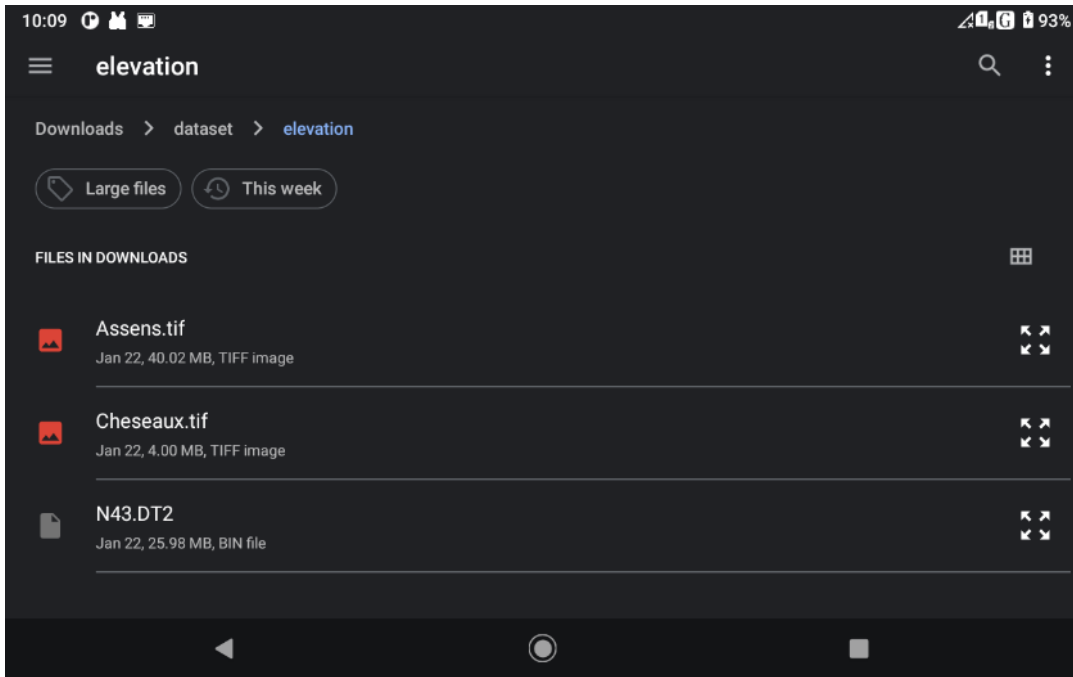 10:09 93%
elevation
Downloads > dataset > elevation
Large files This week
FILES IN DOWNLOADS
Assens.tif
Jan 22, 40.02 MB, TIFF image
Cheseaux.tif
Jan 22, 4.00 MB, TIFF image
N43.DT2
Jan 22, 25.98 MB, BIN file